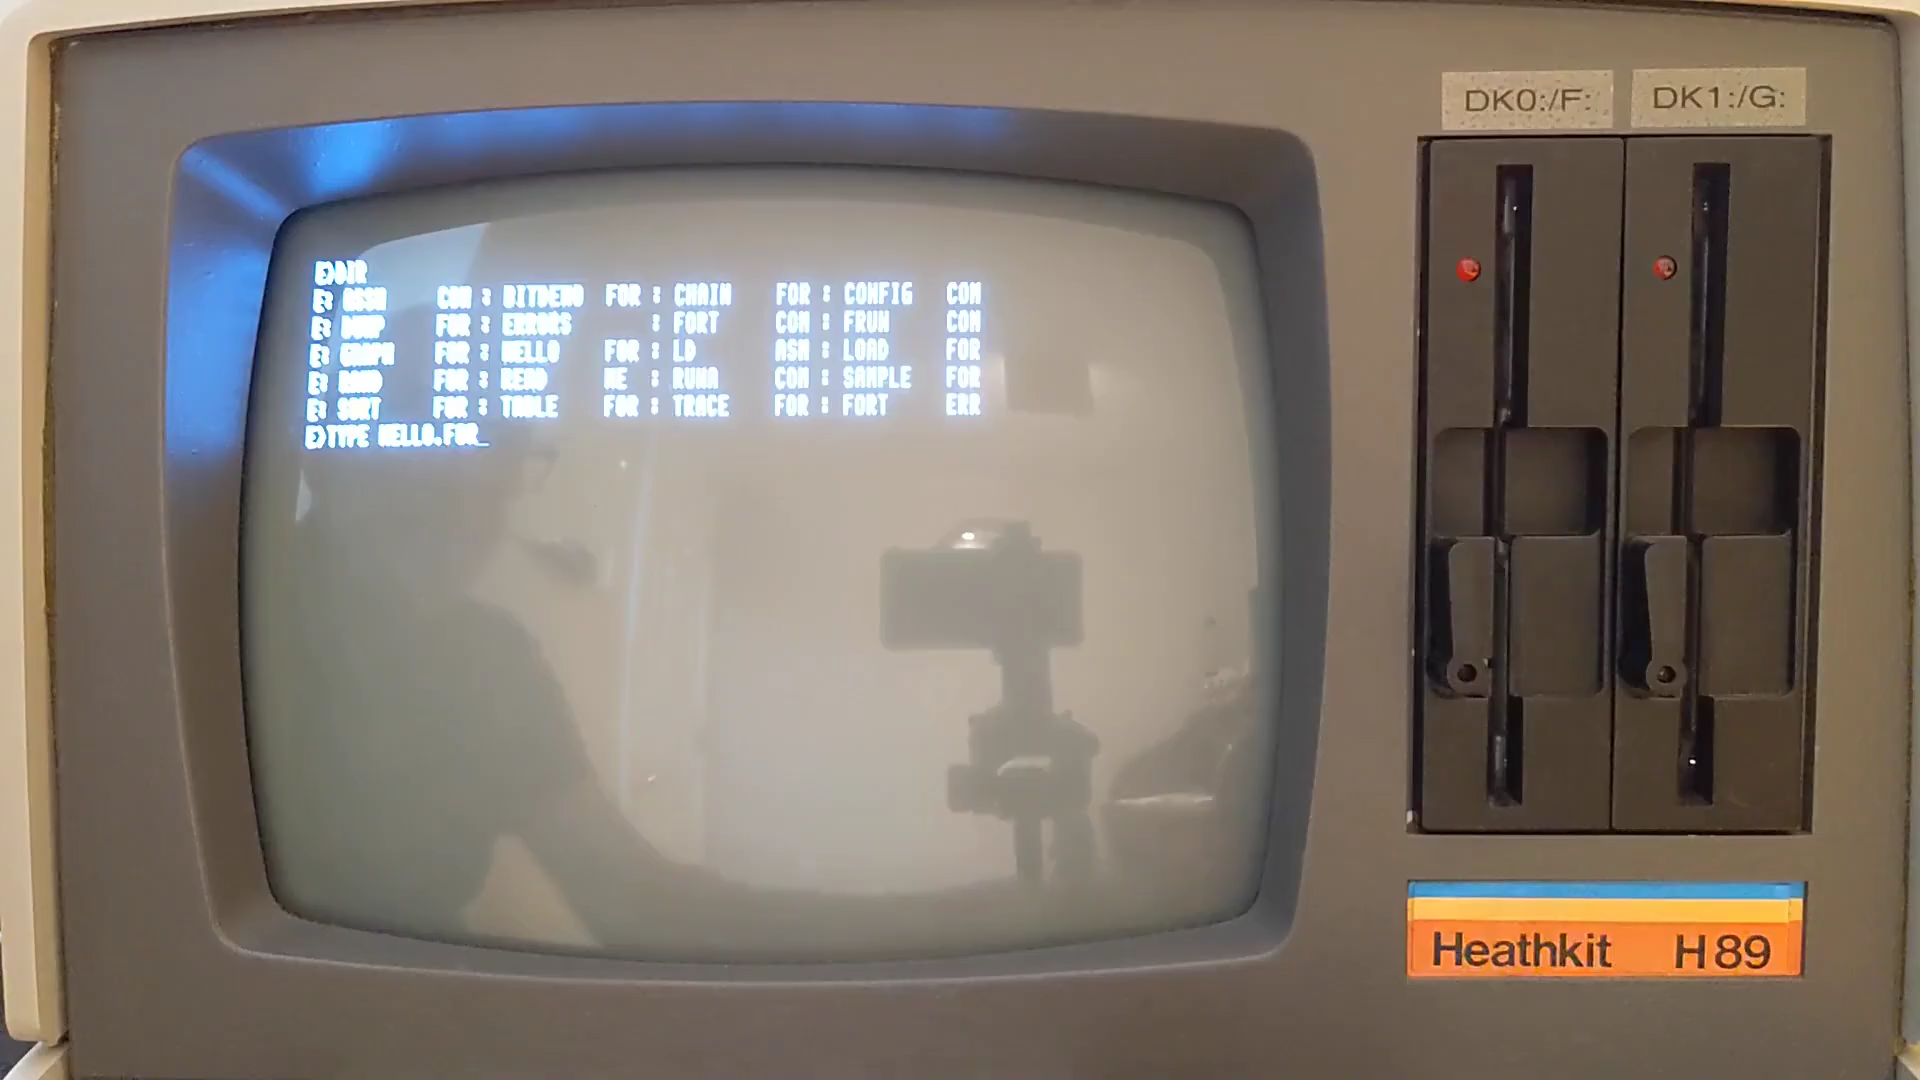 E>DIR
E: ASSM     COM : BITDEMO  FOR : CHAIN    FOR : CONFIG   COM
E: DUMP     FOR : ERRORS       : FORT     COM : FRUN     COM
E: GRAPH    FOR : HELLO    FOR : LD       ASM : LOAD     FOR
E: RAND     FOR : READ     ME  : RUNA     COM : SAMPLE   FOR
E: SORT     FOR : TABLE    FOR : TRACE    FOR : FORT     ERR
E>TYPE HELLO.FOR_
DK0:/F: DK1:/G:
Heathkit H89